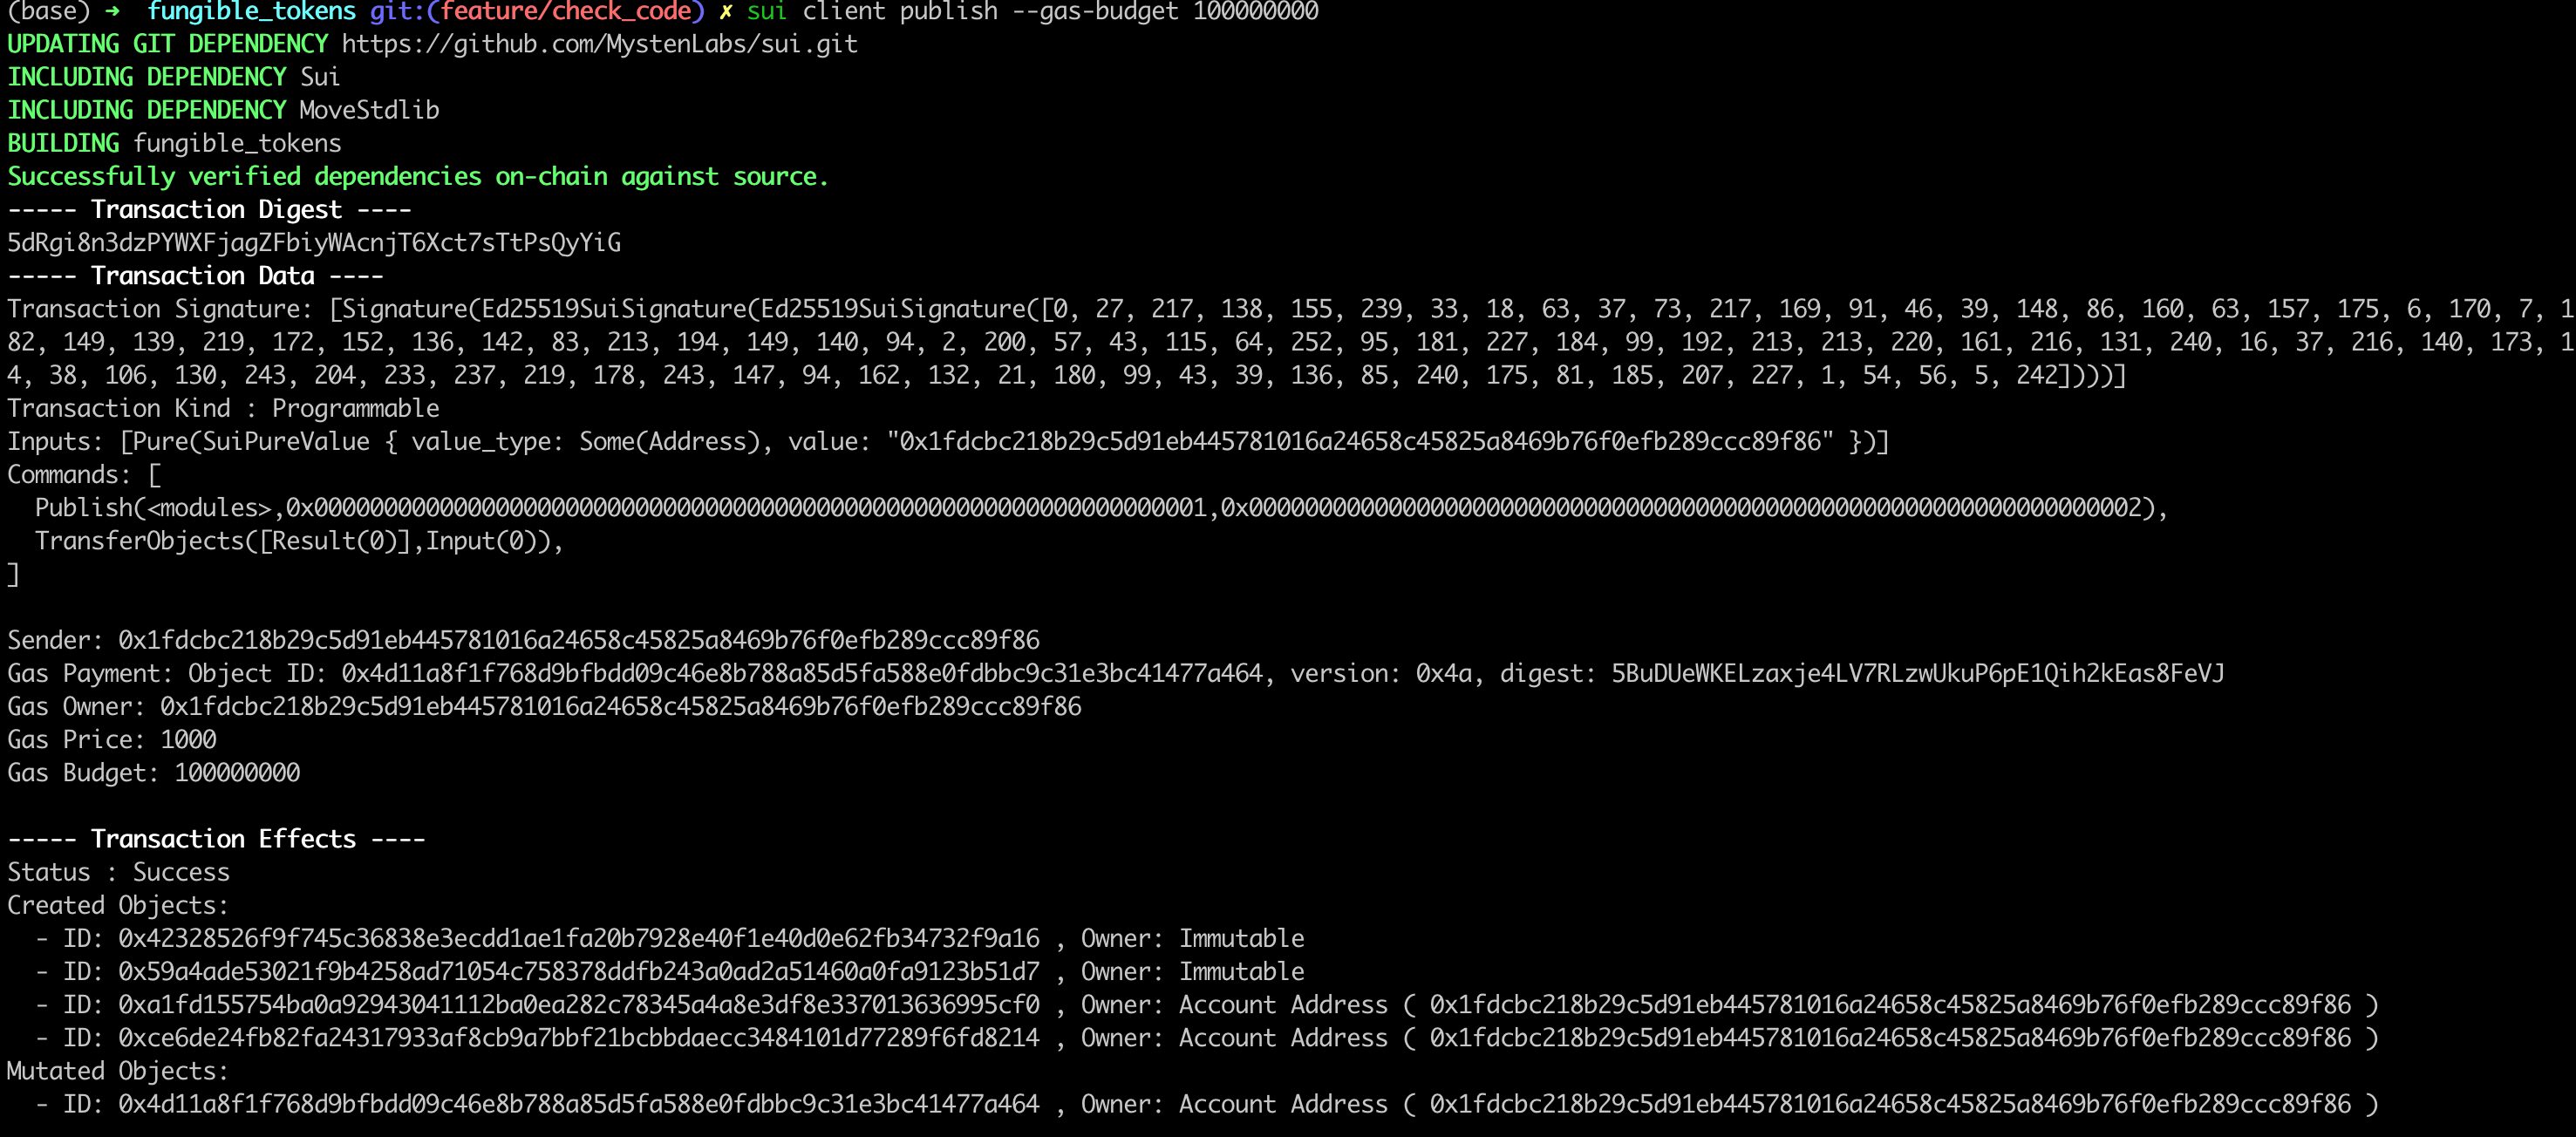 (base) ➜  fungible_tokens git:(feature/check_code) ✗ sui client publish --gas-budget 100000000
UPDATING GIT DEPENDENCY https://github.com/MystenLabs/sui.git
INCLUDING DEPENDENCY Sui
INCLUDING DEPENDENCY MoveStdlib
BUILDING fungible_tokens
Successfully verified dependencies on-chain against source.
----- Transaction Digest ----
5dRgi8n3dzPYWXFjagZFbiyWAcnjT6Xct7sTtPsQyYiG
----- Transaction Data ----
Transaction Signature: [Signature(Ed25519SuiSignature(Ed25519SuiSignature([0, 27, 217, 138, 155, 239, 33, 18, 63, 37, 73, 217, 169, 91, 46, 39, 148, 86, 160, 63, 157, 175, 6, 170, 7, 1
82, 149, 139, 219, 172, 152, 136, 142, 83, 213, 194, 149, 140, 94, 2, 200, 57, 43, 115, 64, 252, 95, 181, 227, 184, 99, 192, 213, 213, 220, 161, 216, 131, 240, 16, 37, 216, 140, 173, 1
4, 38, 106, 130, 243, 204, 233, 237, 219, 178, 243, 147, 94, 162, 132, 21, 180, 99, 43, 39, 136, 85, 240, 175, 81, 185, 207, 227, 1, 54, 56, 5, 242])))]
Transaction Kind : Programmable
Inputs: [Pure(SuiPureValue { value_type: Some(Address), value: "0x1fdcbc218b29c5d91eb445781016a24658c45825a8469b76f0efb289ccc89f86" })]
Commands: [
  Publish(<modules>,0x0000000000000000000000000000000000000000000000000000000000000001,0x0000000000000000000000000000000000000000000000000000000000000002),
  TransferObjects([Result(0)],Input(0)),
]
Sender: 0x1fdcbc218b29c5d91eb445781016a24658c45825a8469b76f0efb289ccc89f86
Gas Payment: Object ID: 0x4d11a8f1f768d9bfbdd09c46e8b788a85d5fa588e0fdbbc9c31e3bc41477a464, version: 0x4a, digest: 5BuDUeWKELzaxje4LV7RLzwUkuP6pE1Qih2kEas8FeVJ
Gas Owner: 0x1fdcbc218b29c5d91eb445781016a24658c45825a8469b76f0efb289ccc89f86
Gas Price: 1000
Gas Budget: 100000000
----- Transaction Effects ----
Status : Success
Created Objects:
  - ID: 0x42328526f9f745c36838e3ecdd1ae1fa20b7928e40f1e40d0e62fb34732f9a16 , Owner: Immutable
  - ID: 0x59a4ade53021f9b4258ad71054c758378ddfb243a0ad2a51460a0fa9123b51d7 , Owner: Immutable
  - ID: 0xa1fd155754ba0a92943041112ba0ea282c78345a4a8e3df8e337013636995cf0 , Owner: Account Address ( 0x1fdcbc218b29c5d91eb445781016a24658c45825a8469b76f0efb289ccc89f86 )
  - ID: 0xce6de24fb82fa24317933af8cb9a7bbf21bcbbdaecc3484101d77289f6fd8214 , Owner: Account Address ( 0x1fdcbc218b29c5d91eb445781016a24658c45825a8469b76f0efb289ccc89f86 )
Mutated Objects:
  - ID: 0x4d11a8f1f768d9bfbdd09c46e8b788a85d5fa588e0fdbbc9c31e3bc41477a464 , Owner: Account Address ( 0x1fdcbc218b29c5d91eb445781016a24658c45825a8469b76f0efb289ccc89f86 )